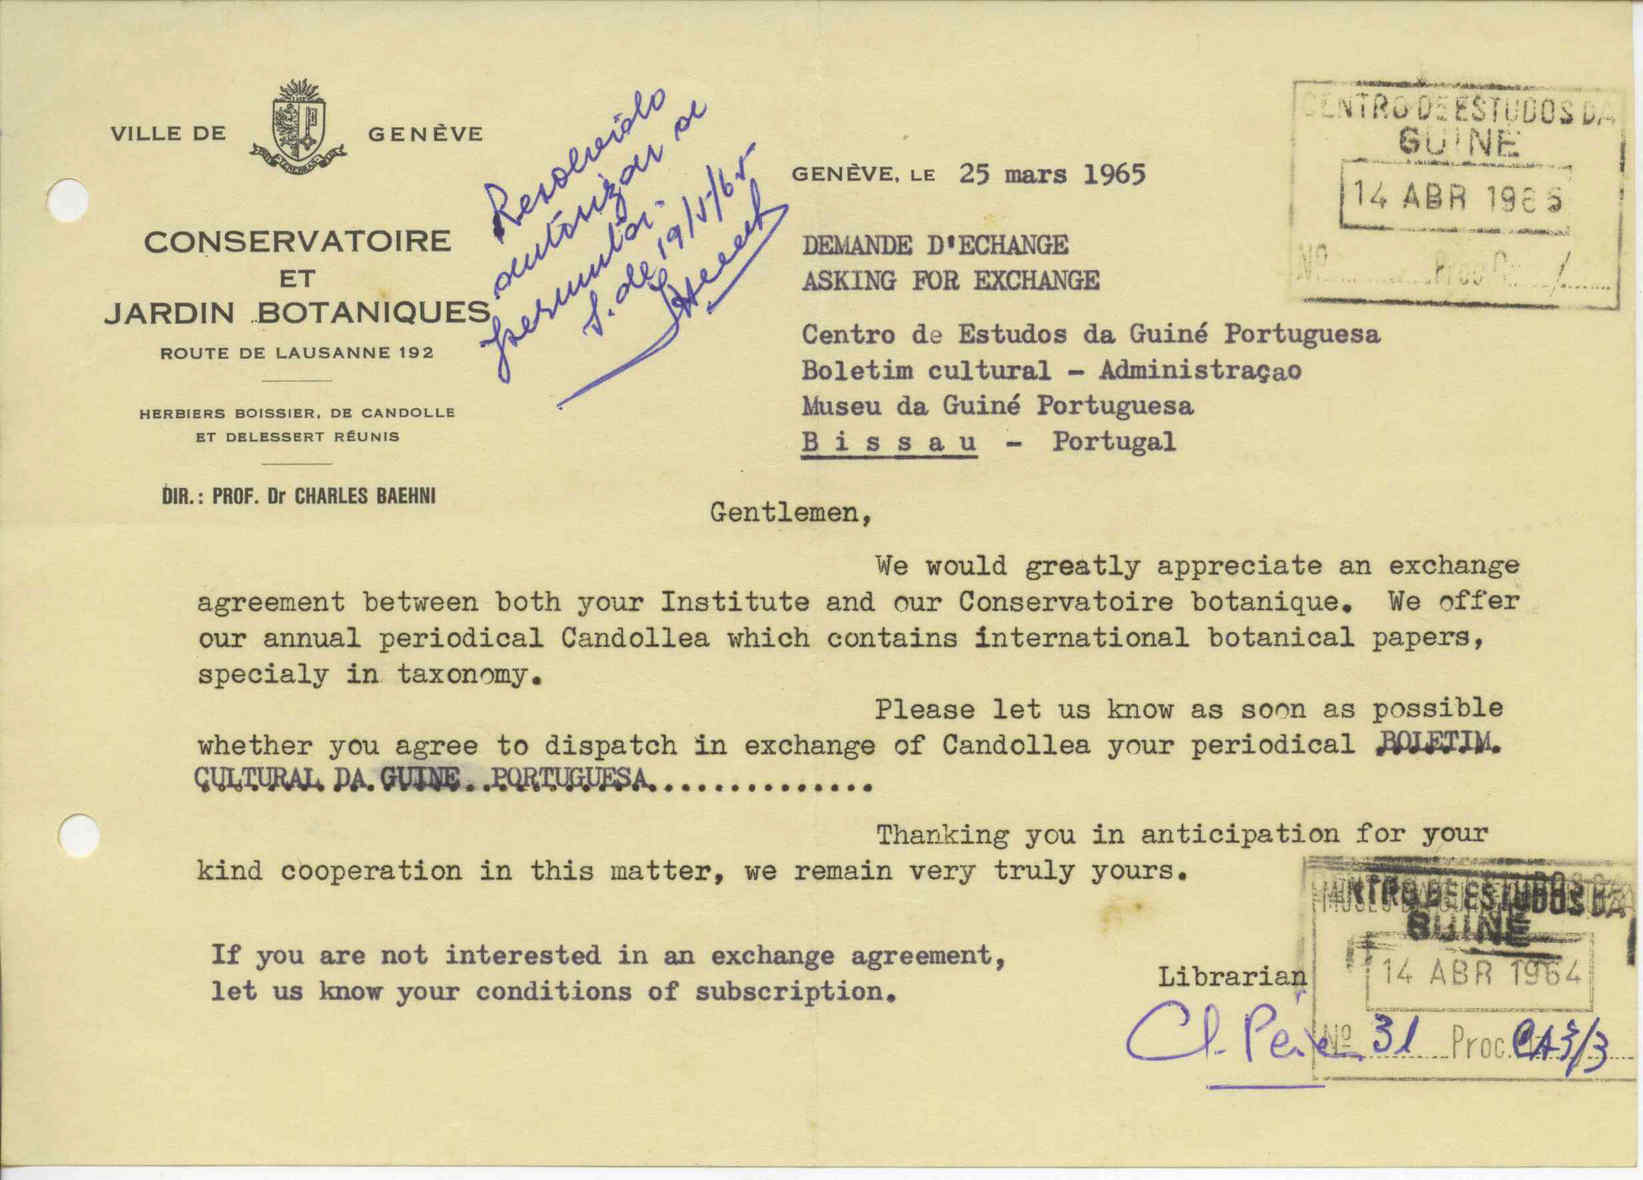 VILLE DE GENÈVE
CONSERVATOIRE
ET
JARDIN BOTANIQUES
ROUTE DE LAUSANNE 192
HERBIERS BOISSIER, DE CANDOLLE
ET DELESSERT RÉUNIS
DIR.: PROF. Dr CHARLES BAEHNI
Resolvido
autorizar a
permuta.
S. de 19/5/65
GENÈVE, LE 25 mars 1965
CENTRO DE ESTUDOS DA
GUINÉ
14 ABR 1965
Nº Proc
DEMANDE D'ECHANGE
ASKING FOR EXCHANGE
Centro de Estudos da Guiné Portuguesa
Boletim cultural - Administraçao
Museu da Guiné Portuguesa
Bissau - Portugal
Gentlemen,
We would greatly appreciate an exchange
agreement between both your Institute and our Conservatoire botanique. We offer
our annual periodical Candollea which contains international botanical papers,
specialy in taxonomy.
Please let us know as soon as possible
whether you agree to dispatch in exchange of Candollea your periodical BOLETIM.
CULTURAL DA GUINE PORTUGUESA..............
Thanking you in anticipation for your
kind cooperation in this matter, we remain very truly yours.
If you are not interested in an exchange agreement,
let us know your conditions of subscription.
Librarian
CENTRO DE ESTUDOS DA
GUINÉ
14 ABR 1964
Nº 31 Proc. CA3/3